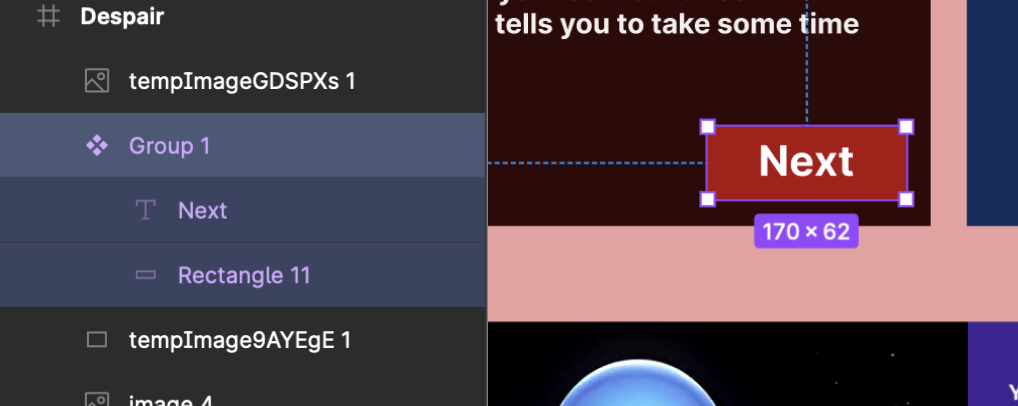 Despair
tempImageGDSPXs 1
Group 1
Next
Rectangle 11
tempImage9AYEgE 1
image 4
tells you to take some time
Next
170 × 62
Y